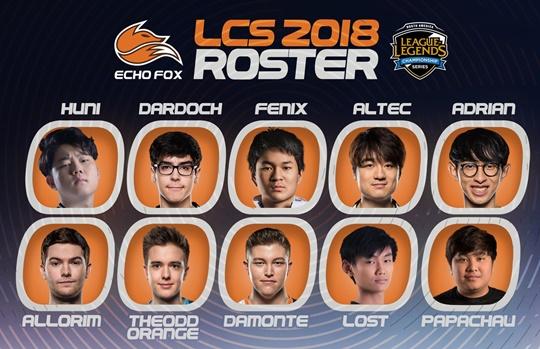 LCS 2018
ROSTER
ECHO FOX
NORTH AMERICA
LEAGUE OF
LEGENDS
CHAMPIONSHIP
SERIES
HUNI DARDOCH FENIX ALTEC ADRIAN
ALLORIM THEODD ORANGE DAMONTE LOST PAPACHAU